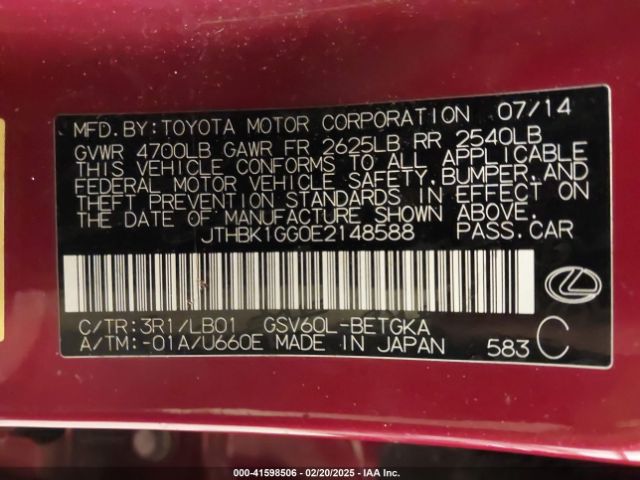 MFD. BY: TOYOTA MOTOR CORPORATION 07/14
GVWR 4700LB GAWR FR 2625LB RR 2540LB
THIS VEHICLE CONFORMS TO ALL APPLICABLE
FEDERAL MOTOR VEHICLE SAFETY, BUMPER, AND
THEFT PREVENTION STANDARDS IN EFFECT ON
THE DATE OF MANUFACTURE SHOWN ABOVE.
JTHBK1GG0E2148588 PASS. CAR
C/TR: 3R1/LB01 GSV60L-BETGKA
A/TM: -01A/U660E MADE IN JAPAN 583 C
000-41598506 - 02/20/2025 - IAA Inc.